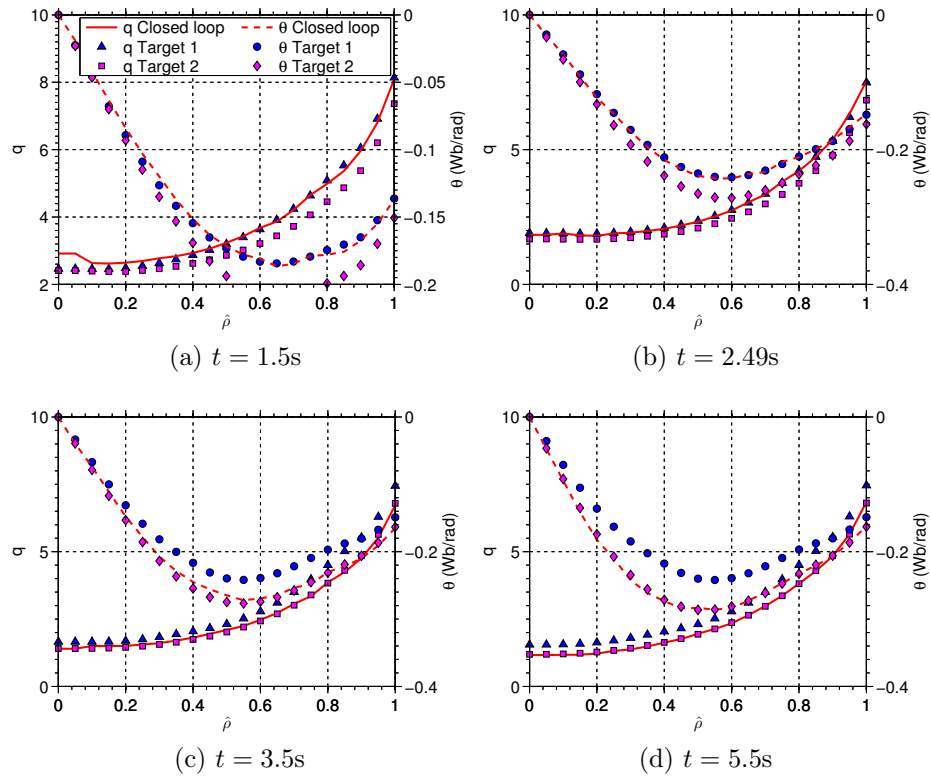 10
8
6
4
2
q
0
−0.05
−0.1
−0.15
−0.2
θ (Wb/rad)
q Closed loop
θ Closed loop
q Target 1
θ Target 1
q Target 2
θ Target 2
0 0.2 0.4 0.6 0.8 1
ρ̂
(a) t = 1.5s
10
5
0
q
0
−0.2
−0.4
θ (Wb/rad)
0 0.2 0.4 0.6 0.8 1
ρ̂
(b) t = 2.49s
10
5
0
q
0
−0.2
−0.4
θ (Wb/rad)
0 0.2 0.4 0.6 0.8 1
ρ̂
(c) t = 3.5s
10
5
0
q
0
−0.2
−0.4
θ (Wb/rad)
0 0.2 0.4 0.6 0.8 1
ρ̂
(d) t = 5.5s